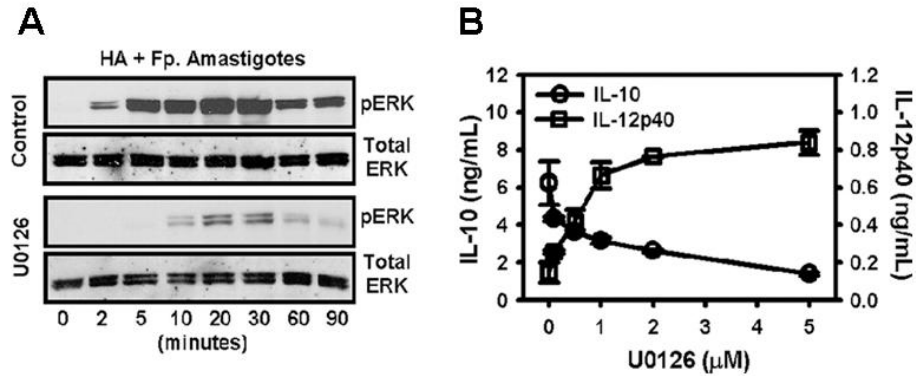 A
HA + Fp. Amastigotes
Control
pERK
Total
ERK
U0126
pERK
Total
ERK
0 2 5 10 20 30 60 90
(minutes)
B
IL-10
IL-12p40
IL-10 (ng/mL)
12
10
8
6
4
2
0
1.2
1.0
0.8
0.6
0.4
0.2
0.0
IL-12p40 (ng/mL)
0 1 2 3 4 5
U0126 (μM)